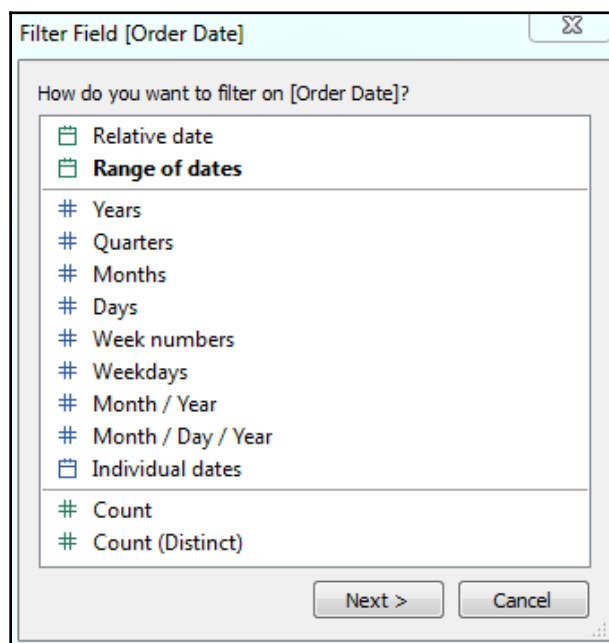 Filter Field [Order Date]
How do you want to filter on [Order Date]?
Relative date
Range of dates
Years
Quarters
Months
Days
Week numbers
Weekdays
Month / Year
Month / Day / Year
Individual dates
Count
Count (Distinct)
Next > Cancel